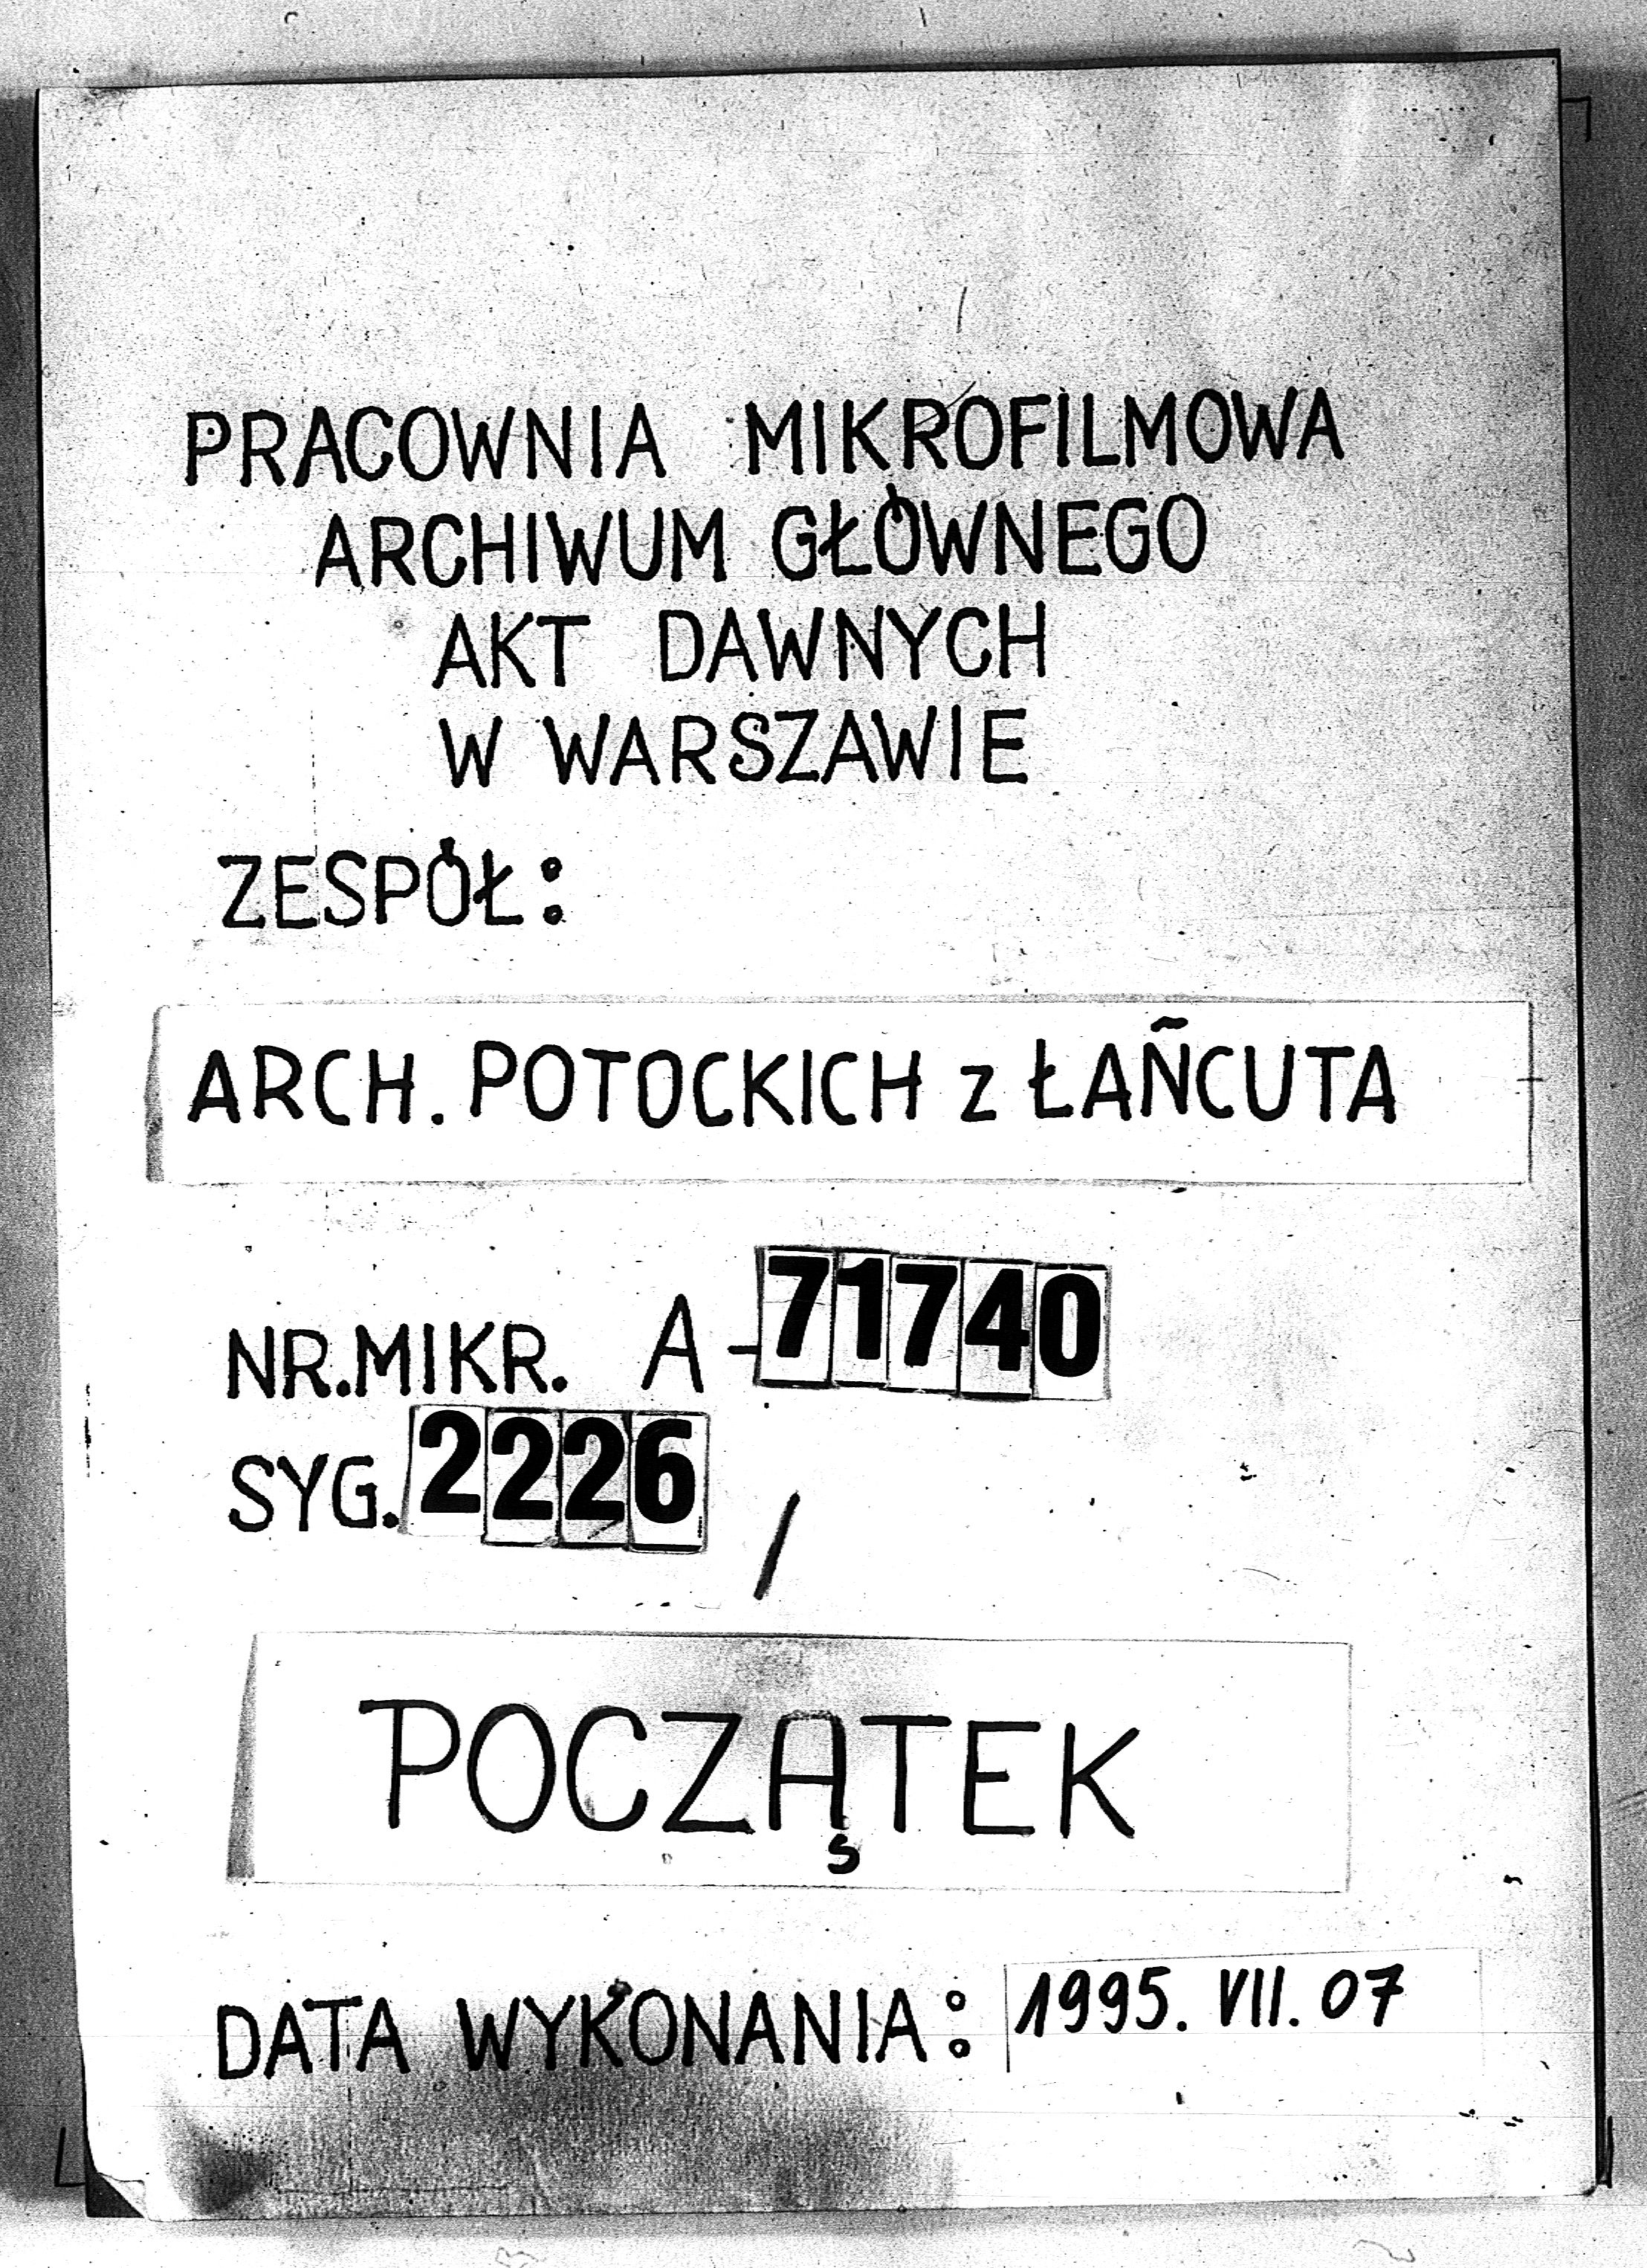 PRACOWNIA MIKROFILMOWA
ARCHIWUM GŁÓWNEGO
AKT DAWNYCH
W WARSZAWIE
ZESPÓŁ:
ARCH. POTOCKICH z ŁAŃCUTA
NR.MIKR. A-71740
SYG. 2226 /
POCZĄTEK
DATA WYKONANIA: 1995. VII. 07